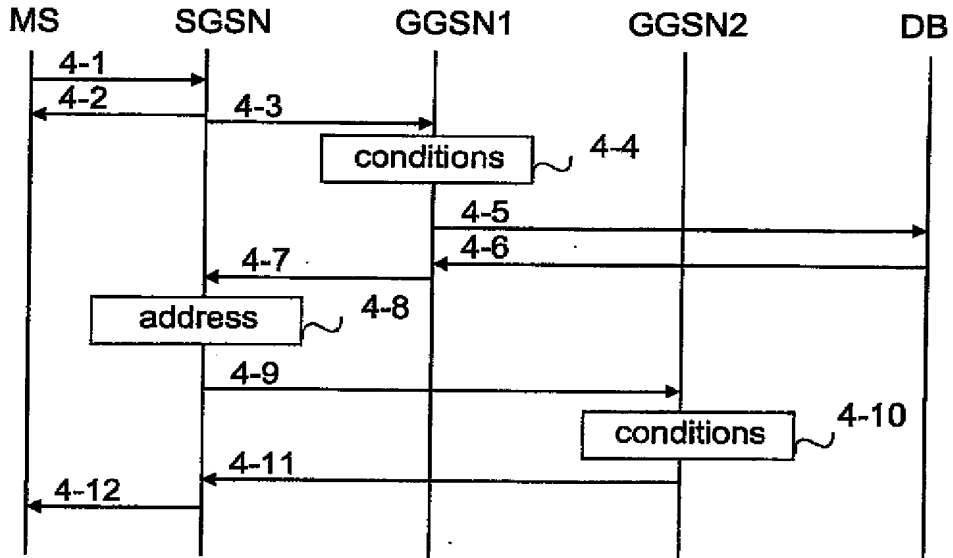 MS SGSN GGSN1 GGSN2 DB
4-1
4-2 4-3
conditions 4-4
4-5
4-6
4-7
address 4-8
4-9
conditions 4-10
4-11
4-12